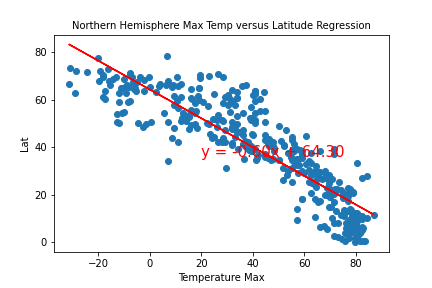 Northern Hemisphere Max Temp versus Latitude Regression
80
60
40
20
0
Lat
y = -0.60x + 64.30
−20
0
20
40
60
80
Temperature Max